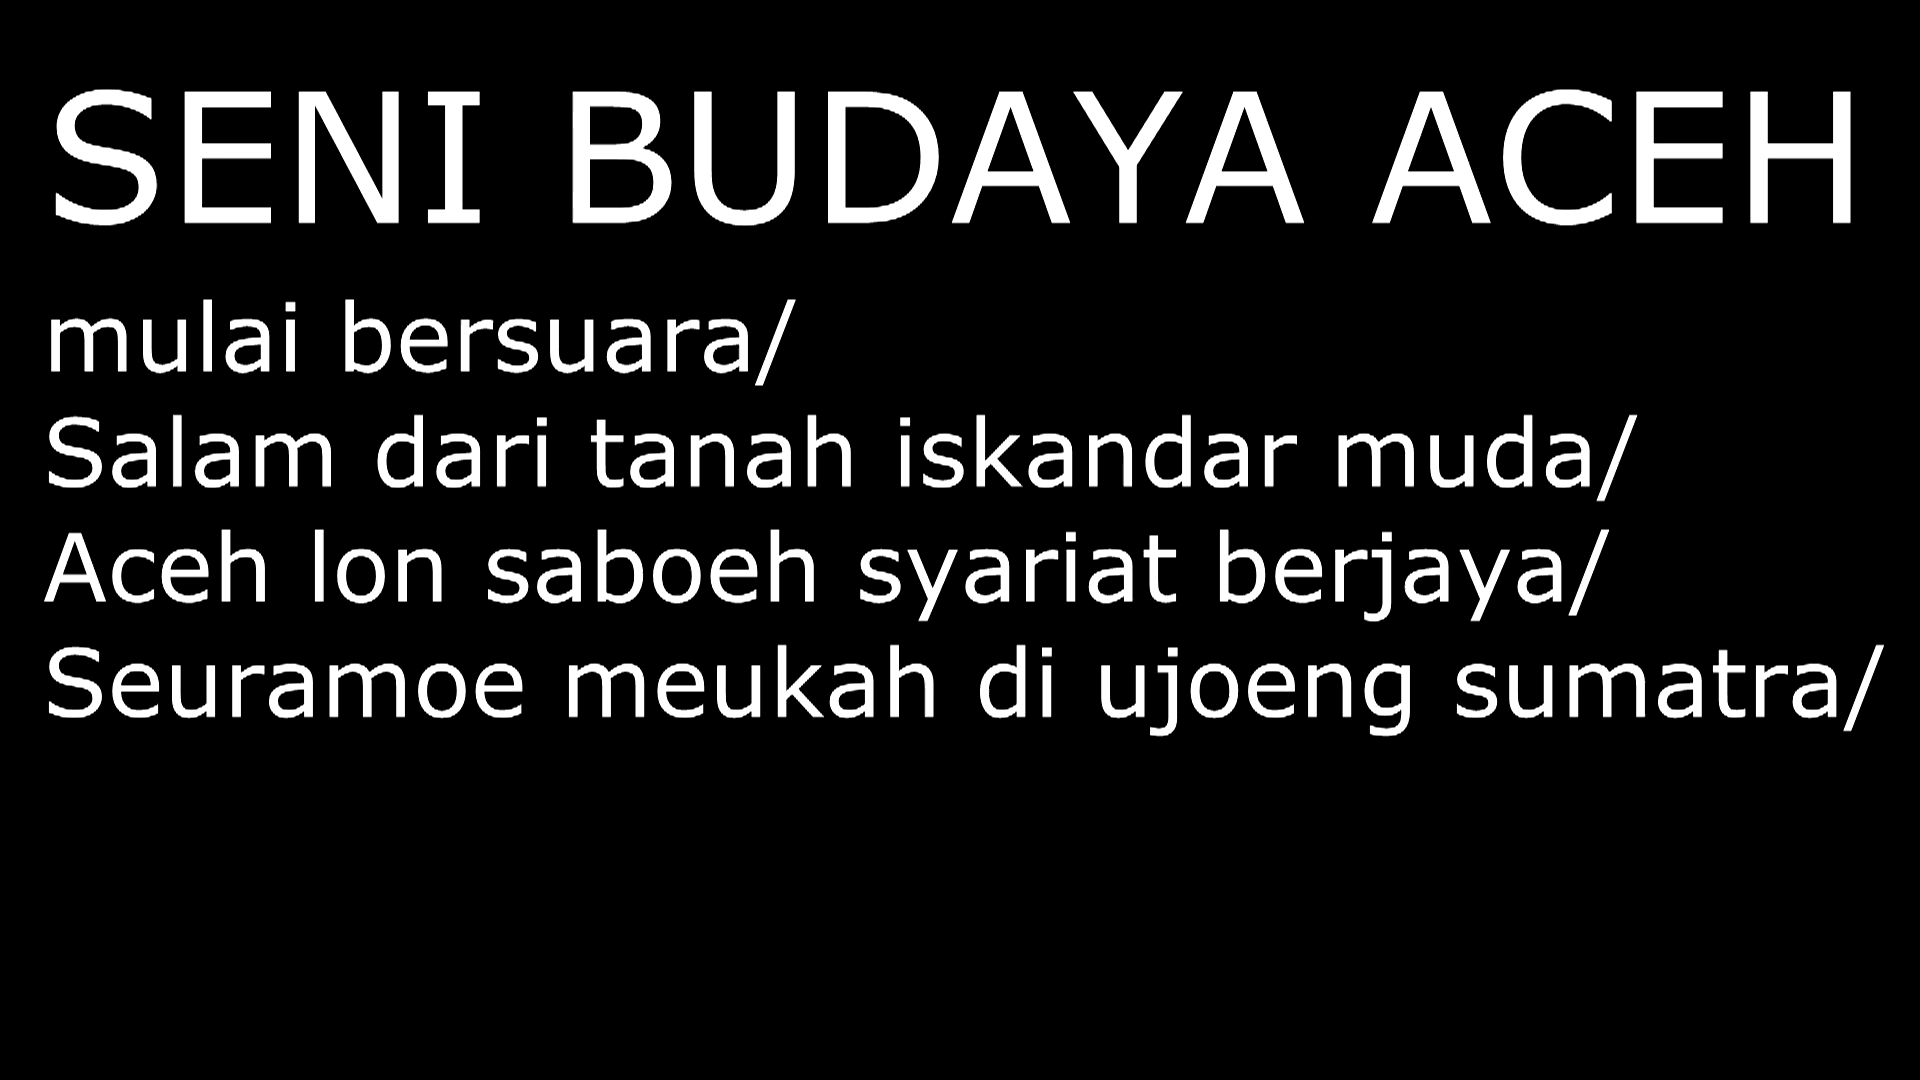 SENI BUDAYA ACEH
mulai bersuara/
Salam dari tanah iskandar muda/
Aceh lon saboeh syariat berjaya/
Seuramoe meukah di ujoeng sumatra/